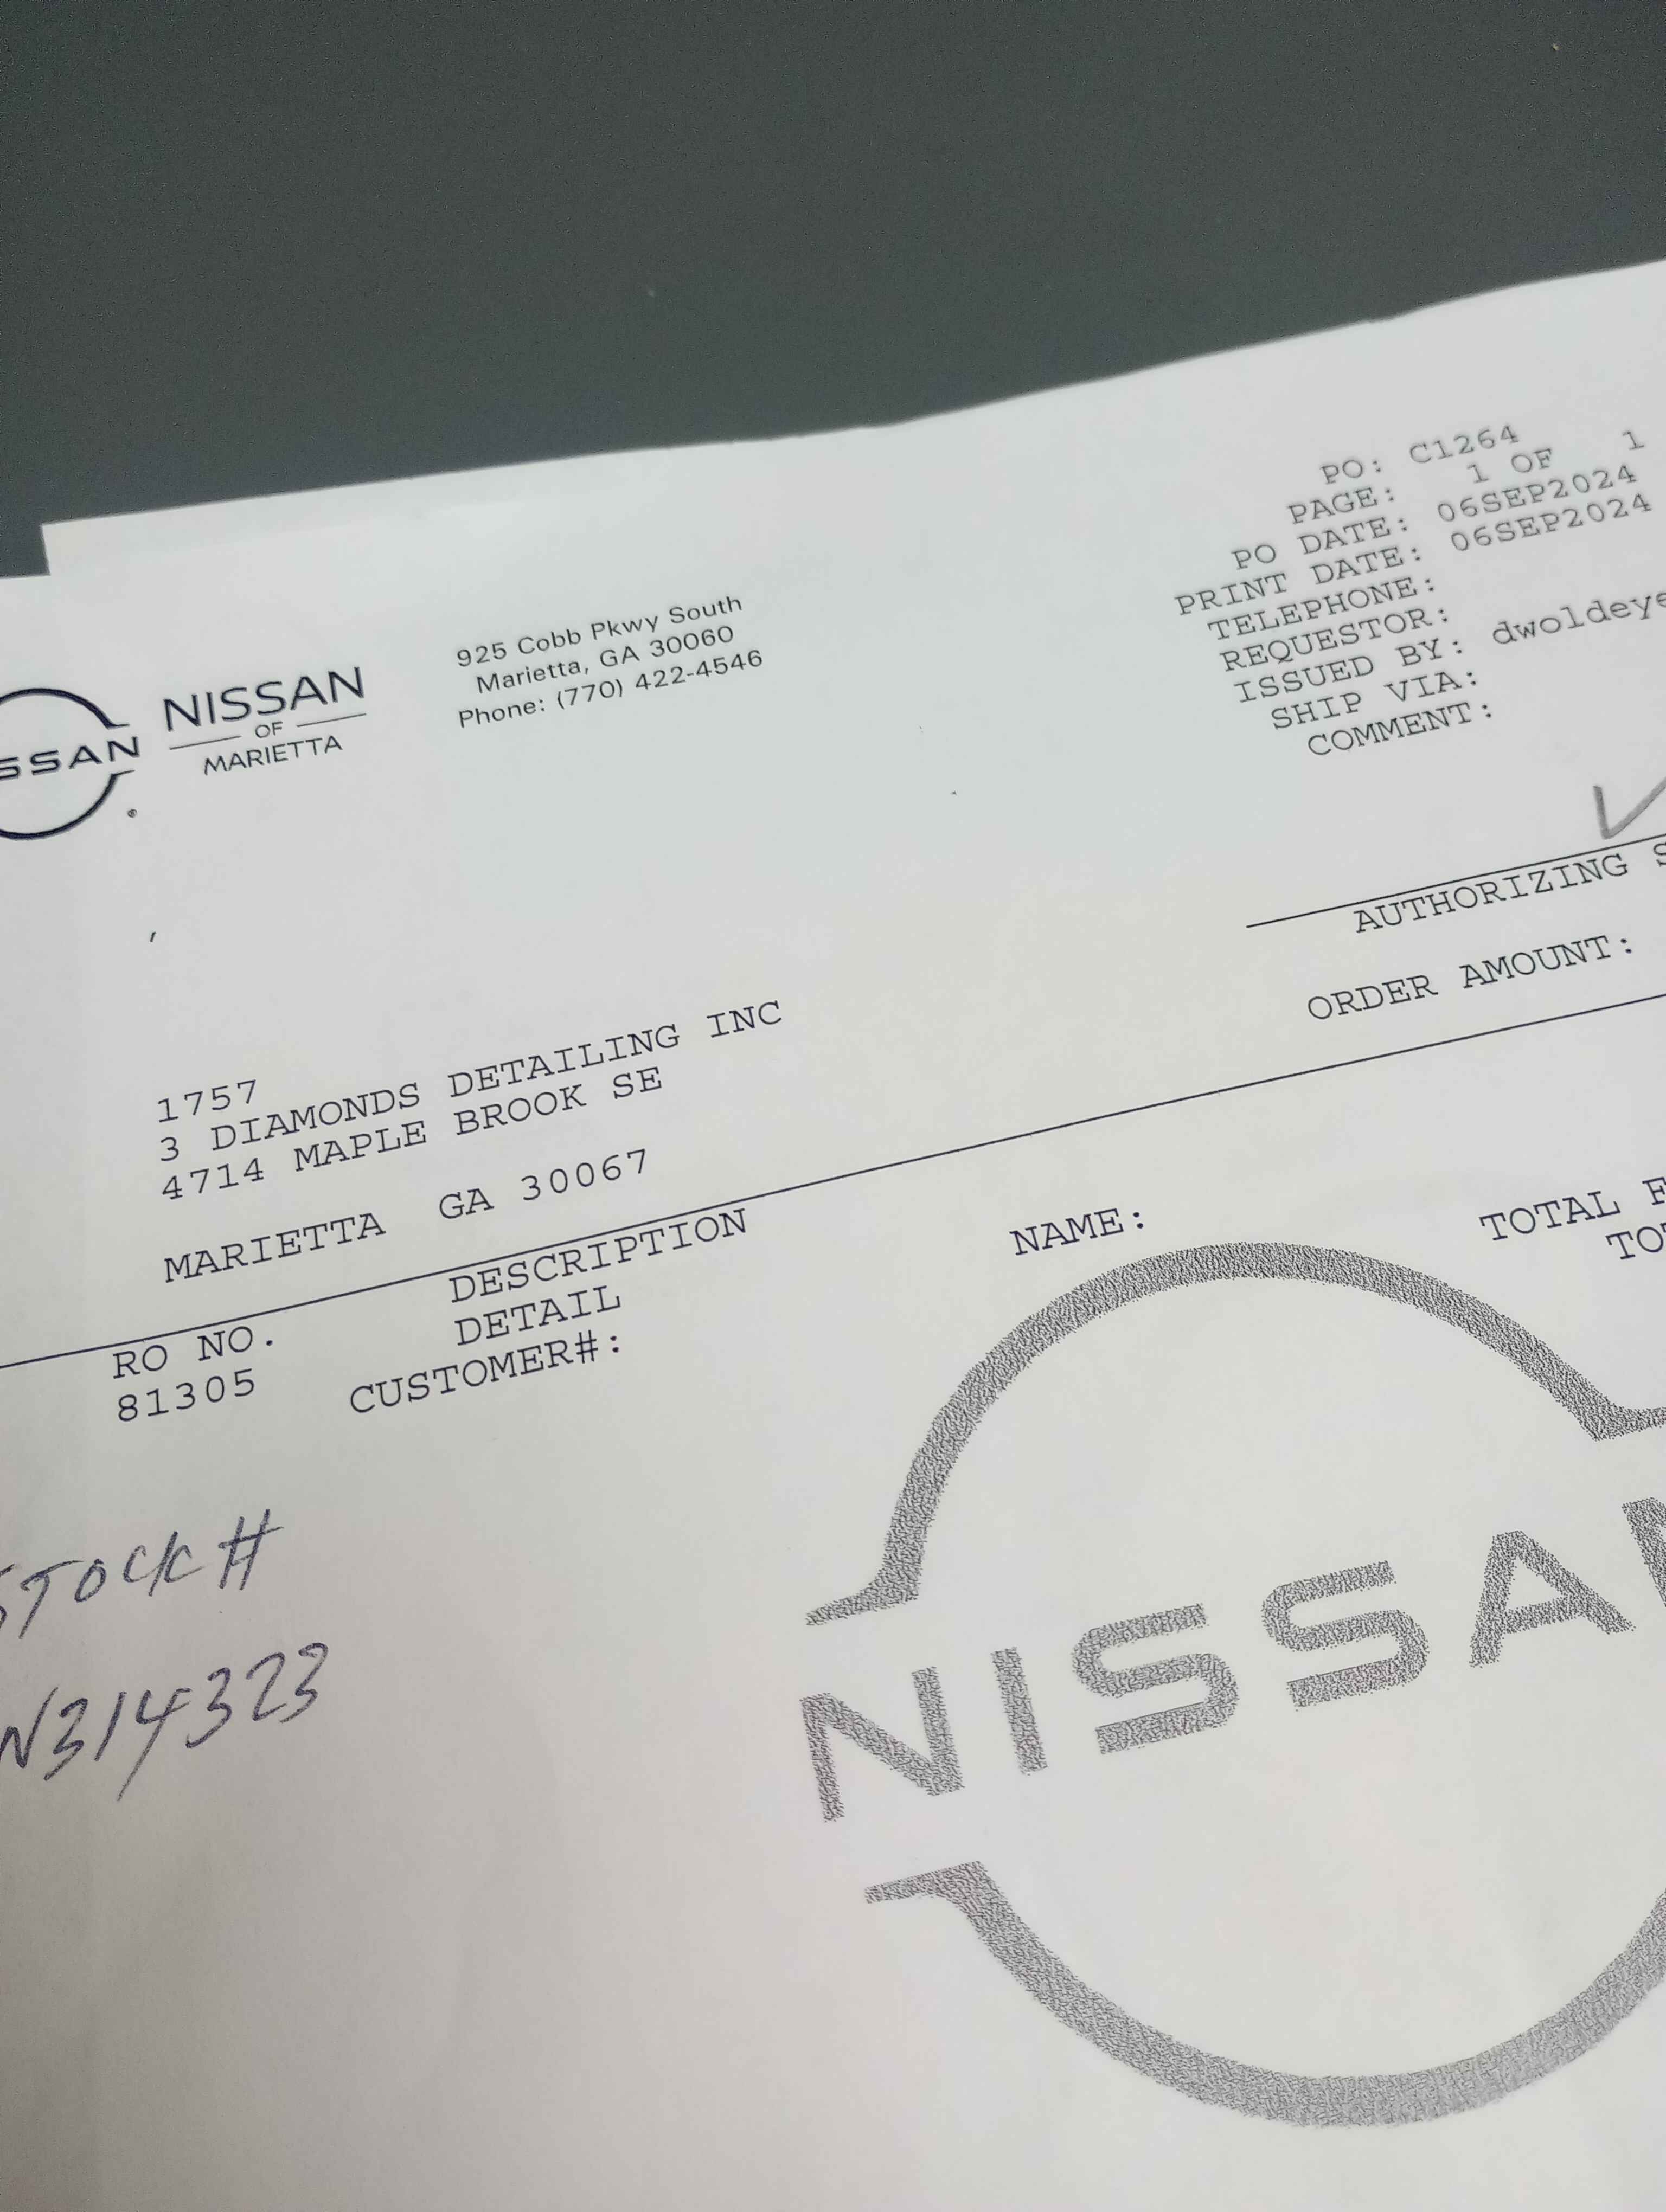 PO: C1264
PAGE: 1 OF 1
PO DATE: 06SEP2024
PRINT DATE: 06SEP2024
TELEPHONE:
REQUESTOR:
ISSUED BY: dwoldeye
SHIP VIA:
COMMENT:
925 Cobb Pkwy South
Marietta, GA 30060
Phone: (770) 422-4546
SSAN
NISSAN
OF
MARIETTA
AUTHORIZING S
ORDER AMOUNT:
1757
3 DIAMONDS DETAILING INC
4714 MAPLE BROOK SE
MARIETTA GA 30067
RO NO. DESCRIPTION
81305 DETAIL
CUSTOMER#: NAME:
TOTAL
STOCK#
N314323
NISSAN